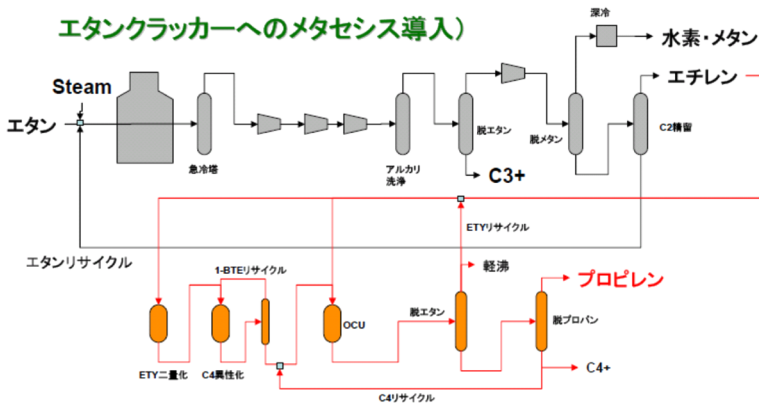 エタンクラッカーへのメタセシス導入）
深冷
水素・メタン
Steam
エチレン
エタン
急冷塔
アルカリ
洗浄
脱エタン
脱メタン
C2精留
C3+
ETYリサイクル
エタンリサイクル
1-BTEリサイクル
軽沸
プロピレン
OCU
脱エタン
脱プロパン
ETY二量化
C4異性化
C4+
C4リサイクル